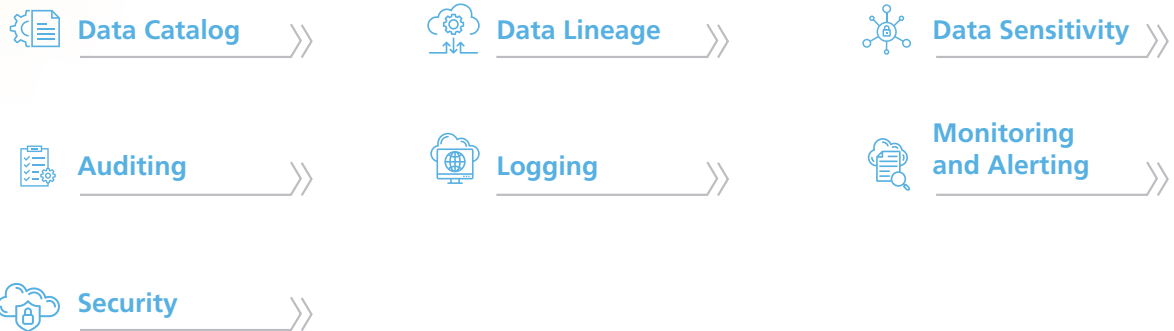 Data Catalog
Data Lineage
Data Sensitivity
Auditing
Logging
Monitoring
and Alerting
Security